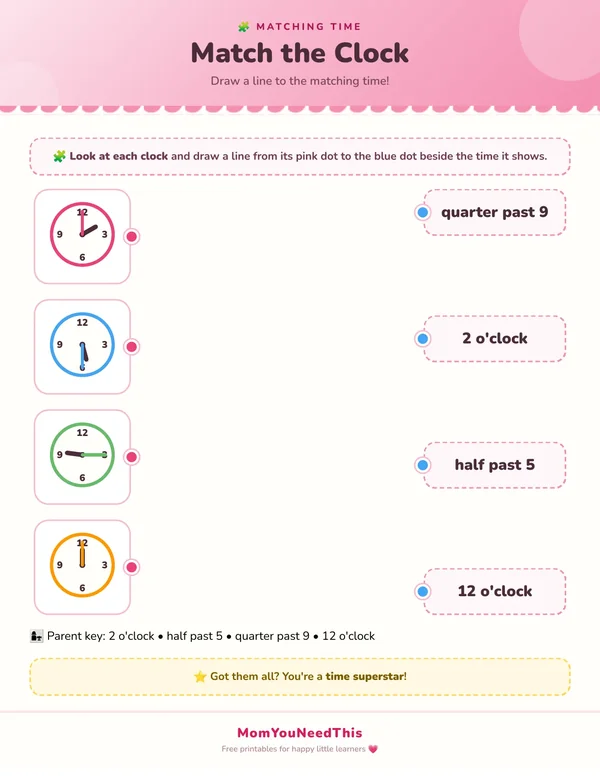 🧩 MATCHING TIME
Match the Clock
Draw a line to the matching time!
🧩 Look at each clock and draw a line from its pink dot to the blue dot beside the time it shows.
12
9 3
6
quarter past 9
12
9 3
6
2 o'clock
12
9 3
6
half past 5
12
9 3
6
12 o'clock
Parent key: 2 o'clock • half past 5 • quarter past 9 • 12 o'clock
⭐ Got them all? You're a time superstar!
MomYouNeedThis
Free printables for happy little learners 💗